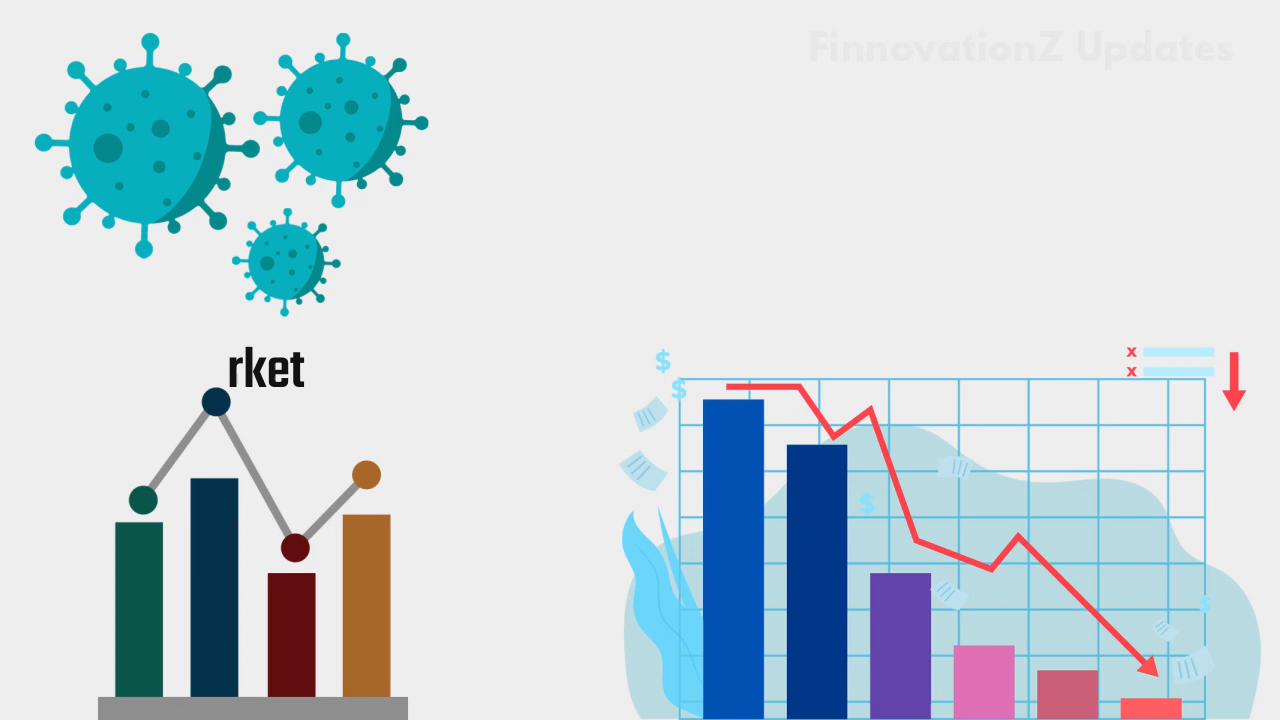 FinnovationZ Updates
rket
$
$
x
x
$
$